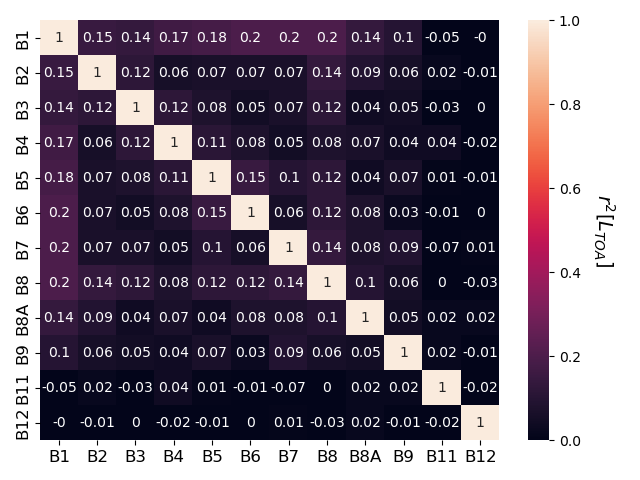 B1 1 0.15 0.14 0.17 0.18 0.2 0.2 0.2 0.14 0.1 -0.05 -0
B2 0.15 1 0.12 0.06 0.07 0.07 0.07 0.14 0.09 0.06 0.02 -0.01
B3 0.14 0.12 1 0.12 0.08 0.05 0.07 0.12 0.04 0.05 -0.03 0
B4 0.17 0.06 0.12 1 0.11 0.08 0.05 0.08 0.07 0.04 0.04 -0.02
B5 0.18 0.07 0.08 0.11 1 0.15 0.1 0.12 0.04 0.07 0.01 -0.01
B6 0.2 0.07 0.05 0.08 0.15 1 0.06 0.12 0.08 0.03 -0.01 0
B7 0.2 0.07 0.07 0.05 0.1 0.06 1 0.14 0.08 0.09 -0.07 0.01
B8 0.2 0.14 0.12 0.08 0.12 0.12 0.14 1 0.1 0.06 0 -0.03
B8A 0.14 0.09 0.04 0.07 0.04 0.08 0.08 0.1 1 0.05 0.02 0.02
B9 0.1 0.06 0.05 0.04 0.07 0.03 0.09 0.06 0.05 1 0.02 -0.01
B11 -0.05 0.02 -0.03 0.04 0.01 -0.01 -0.07 0 0.02 0.02 1 -0.02
B12 -0 -0.01 0 -0.02 -0.01 0 0.01 -0.03 0.02 -0.01 -0.02 1
B1 B2 B3 B4 B5 B6 B7 B8 B8A B9 B11 B12
1.0
0.8
0.6
0.4
0.2
0.0
r²[L_TOA]